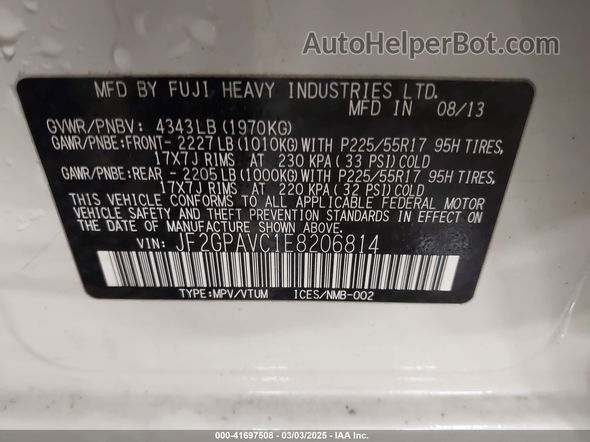 AutoHelperBot.com
MFD BY FUJI HEAVY INDUSTRIES LTD.
MFD IN 08/13
GVWR/PNBV: 4343LB (1970KG)
GAWR/PNBE:FRONT- 2227LB (1010KG)WITH P225/55R17 95H TIRES,
17X7J RIMS AT 230 KPA (33 PSI)COLD
GAWR/PNBE:REAR - 2205LB (1000KG)WITH P225/55R17 95H TIRES,
17X7J RIMS AT 220 KPA (32 PSI)COLD
THIS VEHICLE CONFORMS TO ALL APPLICABLE FEDERAL MOTOR
VEHICLE SAFETY AND THEFT PREVENTION STANDARDS IN EFFECT ON
THE DATE OF MANUFACTURE SHOWN ABOVE.
VIN: JF2GPAVC1E8206814
TYPE:MPV/VTUM ICES/NMB-002
000-41697508 - 03/03/2025 - IAA Inc.